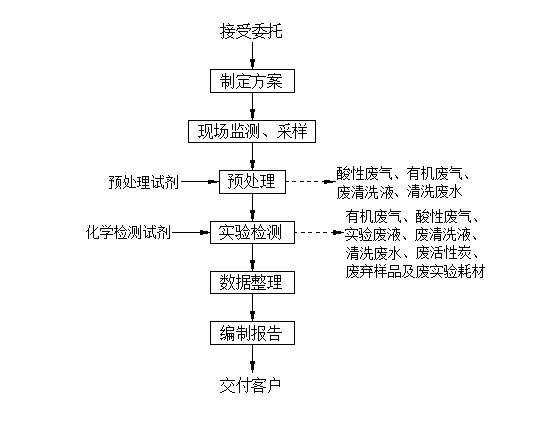 接受委托
制定方案
现场监测、采样
预处理试剂
预处理
酸性废气、有机废气、
废清洗液、清洗废水
化学检测试剂
实验检测
有机废气、酸性废气、
实验废液、废清洗液、
清洗废水、废活性炭、
废弃样品及废实验耗材
数据整理
编制报告
交付客户